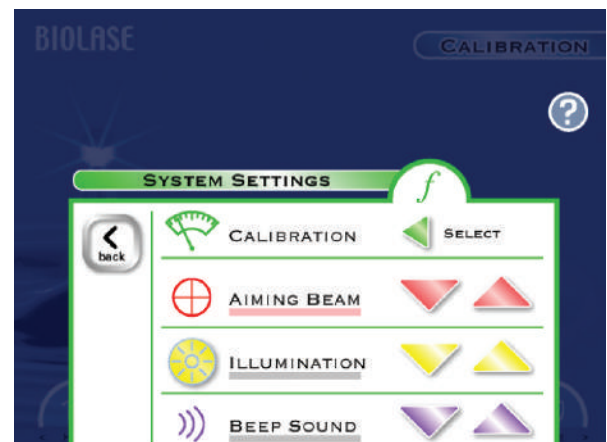 BIOLASE
CALIBRATION
?
SYSTEM SETTINGS
f
back
CALIBRATION
SELECT
AIMING BEAM
ILLUMINATION
BEEP SOUND